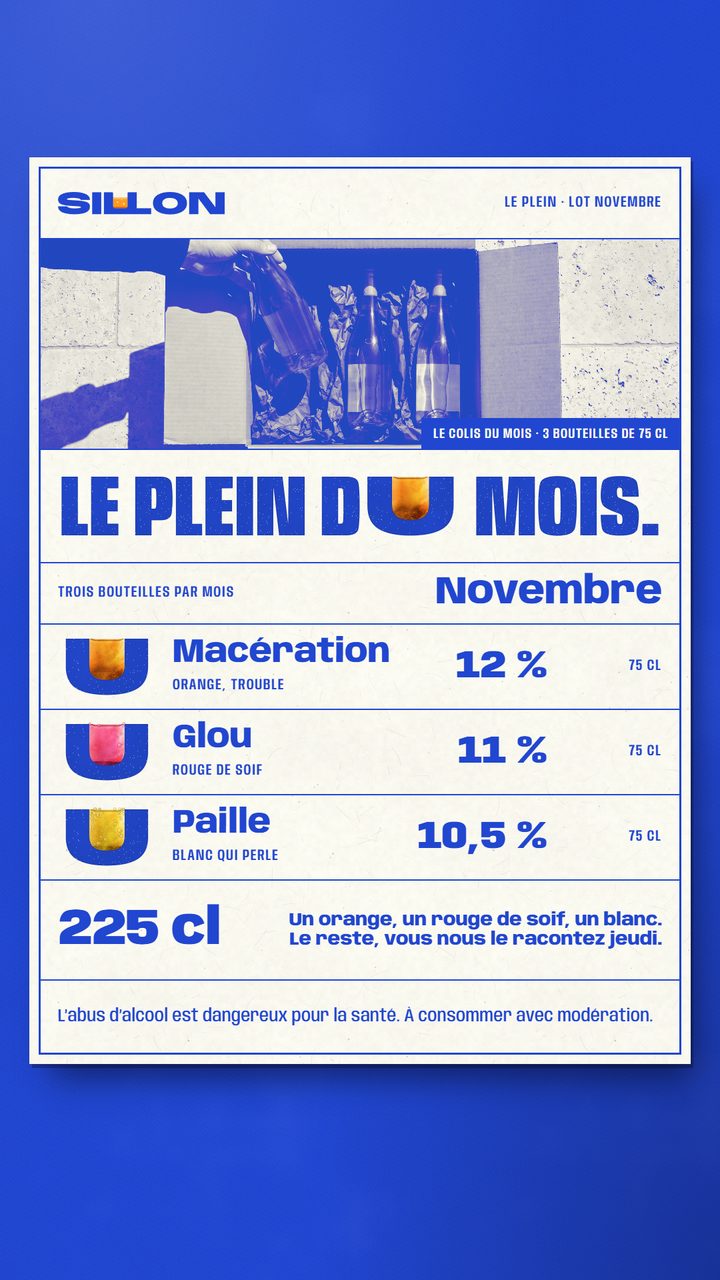 SILLON
LE PLEIN · LOT NOVEMBRE
LE COLIS DU MOIS · 3 BOUTEILLES DE 75 CL
LE PLEIN DU MOIS.
TROIS BOUTEILLES PAR MOIS
Novembre
Macération
ORANGE, TROUBLE
12 %
75 CL
Glou
ROUGE DE SOIF
11 %
75 CL
Paille
BLANC QUI PERLE
10,5 %
75 CL
225 cl
Un orange, un rouge de soif, un blanc.
Le reste, vous nous le racontez jeudi.
L'abus d'alcool est dangereux pour la santé. À consommer avec modération.